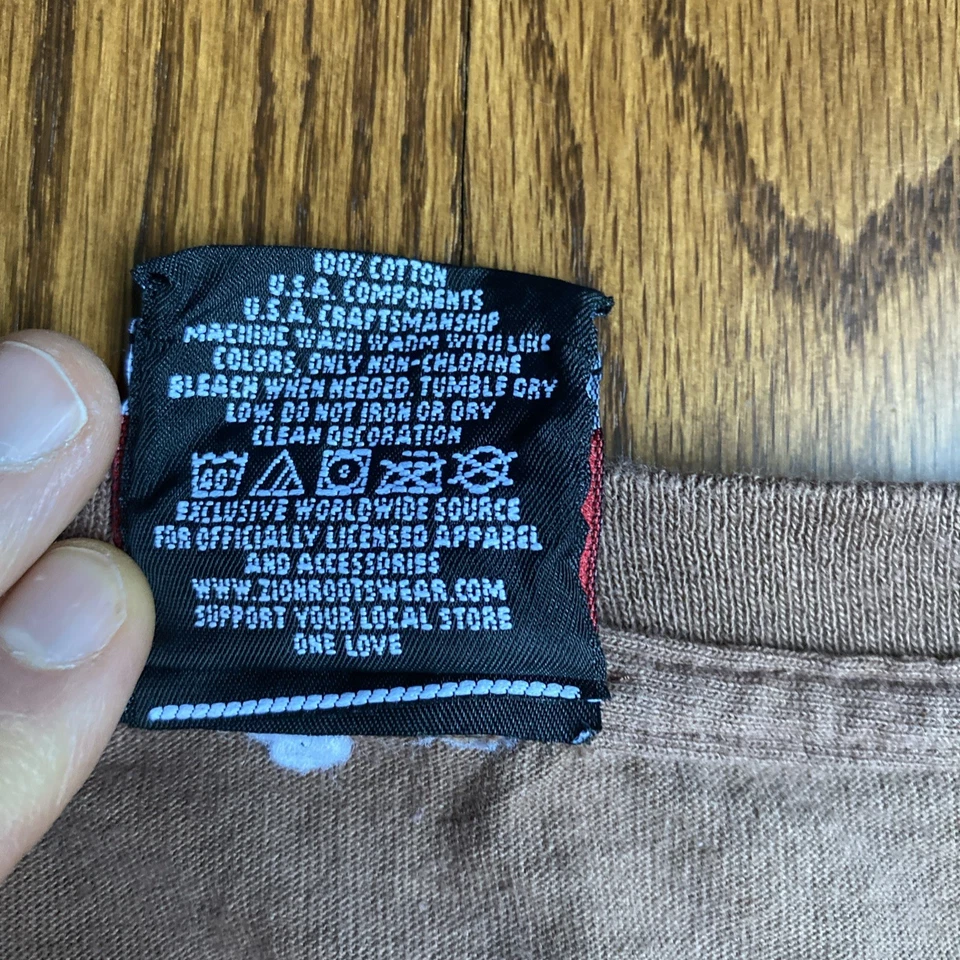 100% COTTON
U.S.A. COMPONENTS
U.S.A. CRAFTSMANSHIP
MACHINE WASH WARM WITH LIKE
COLORS, ONLY NON-CHLORINE
BLEACH WHEN NEEDED. TUMBLE DRY
LOW. DO NOT IRON OR DRY
CLEAN DECORATION
40°
EXCLUSIVE WORLDWIDE SOURCE
FOR OFFICIALLY LICENSED APPAREL
AND ACCESSORIES
WWW.ZIONROOTSWEAR.COM
SUPPORT YOUR LOCAL STORE
ONE LOVE